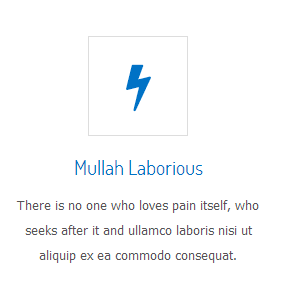 Mullah Laborious
There is no one who loves pain itself, who
seeks after it and ullamco laboris nisi ut
aliquip ex ea commodo consequat.